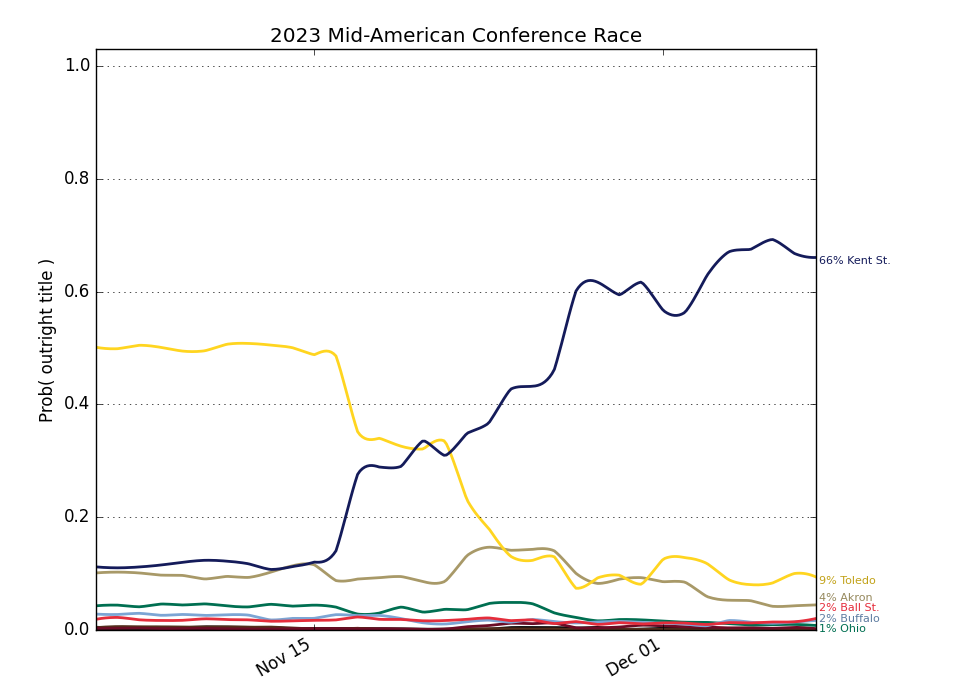 2023 Mid-American Conference Race
Prob( outright title )
1.0
0.8
0.6
0.4
0.2
0.0
Nov 15
Dec 01
66% Kent St.
9% Toledo
4% Akron
2% Ball St.
2% Buffalo
1% Ohio